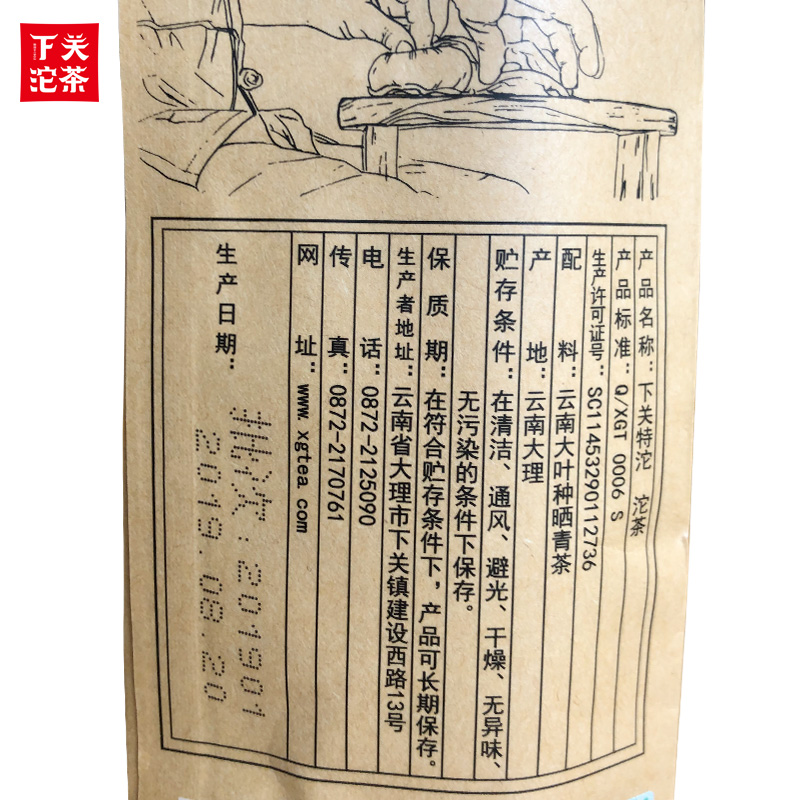 下关
沱茶
产品名称：下关特沱 沱茶
产品标准：Q/XGT 0006 S
生产许可证号：SC11453290112736
配料：云南大叶种晒青茶
产地：云南大理
贮存条件：在清洁、通风、避光、干燥、无异味、
无污染的条件下保存。
保质期：在符合贮存条件下，产品可长期保存。
生产者地址：云南省大理市下关镇建设西路13号
电话：0872-2125090
传真：0872-2170761
网址：www.xgtea.com
生产日期：
批次：201901
2019.08.20